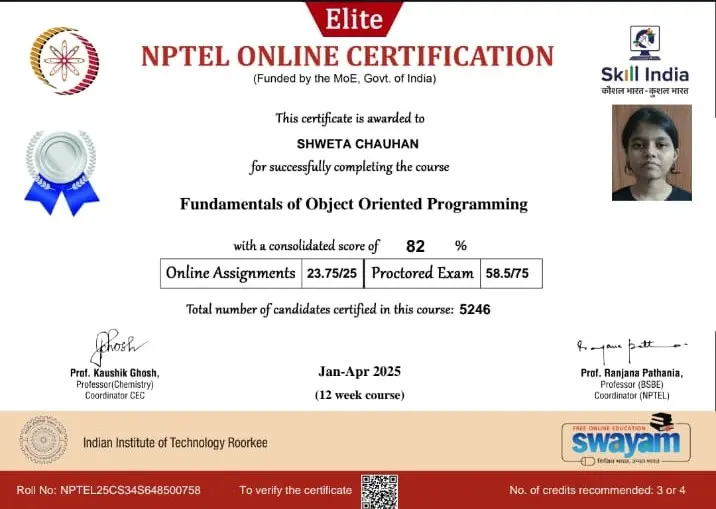 Elite
NPTEL ONLINE CERTIFICATION
(Funded by the MoE, Govt. of India)
Skill India
कौशल भारत-कुशल भारत
This certificate is awarded to
SHWETA CHAUHAN
for successfully completing the course
Fundamentals of Object Oriented Programming
with a consolidated score of 82 %
Online Assignments 23.75/25 Proctored Exam 58.5/75
Total number of candidates certified in this course: 5246
Prof. Kaushik Ghosh,
Professor(Chemistry)
Coordinator CEC
Jan-Apr 2025
(12 week course)
Prof. Ranjana Pathania,
Professor (BSBE)
Coordinator (NPTEL)
Indian Institute of Technology Roorkee
FREE ONLINE EDUCATION
swayam
शिक्षित भारत, उन्नत भारत
Roll No: NPTEL25CS34S648500758
To verify the certificate
No. of credits recommended: 3 or 4